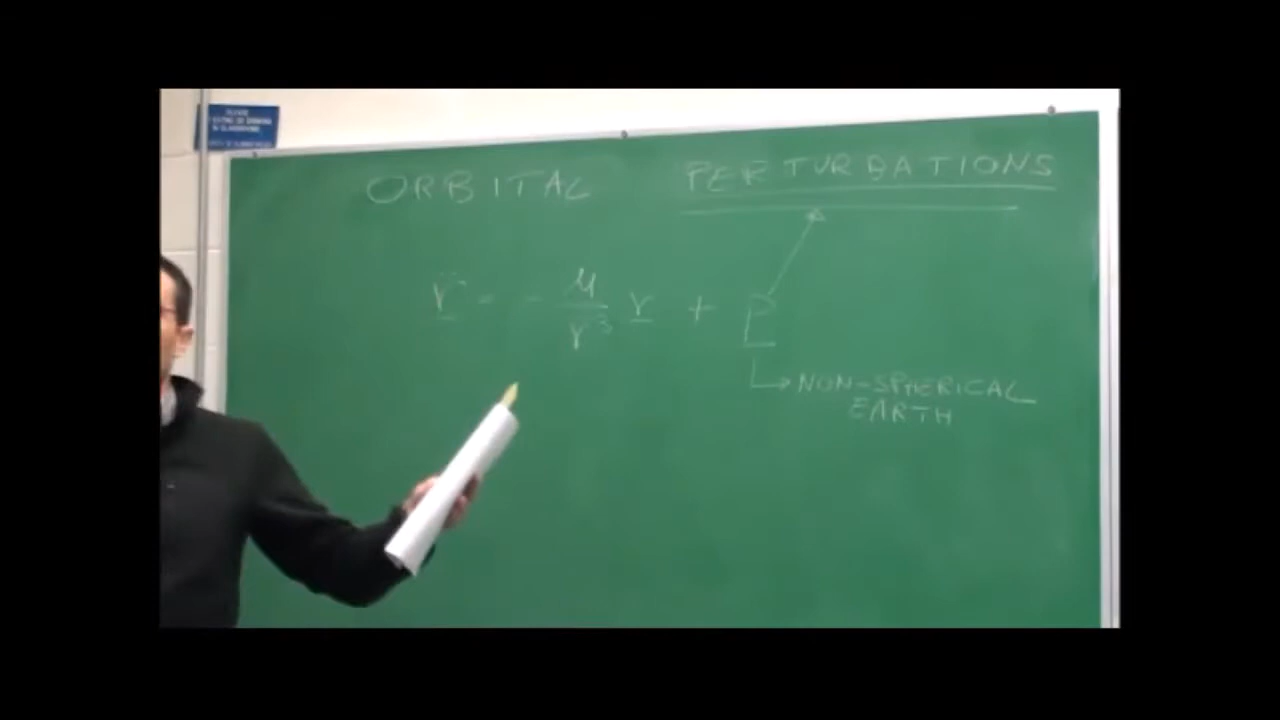 ORBITAL PERTURBATIONS
r̈ = - μ/r³ r + P
NON-SPHERICAL
EARTH